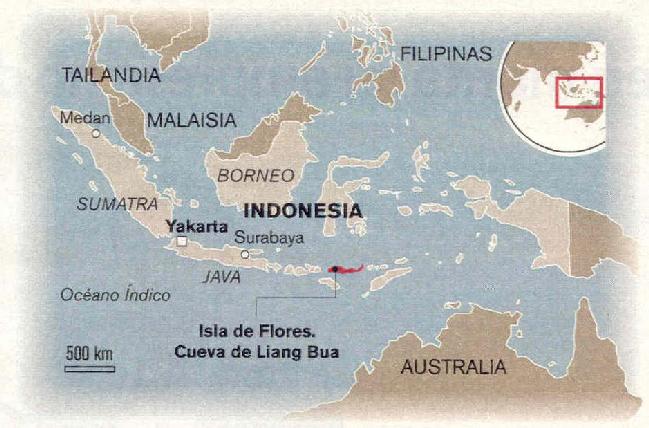 FILIPINAS
TAILANDIA
Medan
MALAISIA
BORNEO
SUMATRA
INDONESIA
Yakarta
Surabaya
JAVA
Océano Índico
Isla de Flores.
Cueva de Liang Bua
500 km
AUSTRALIA